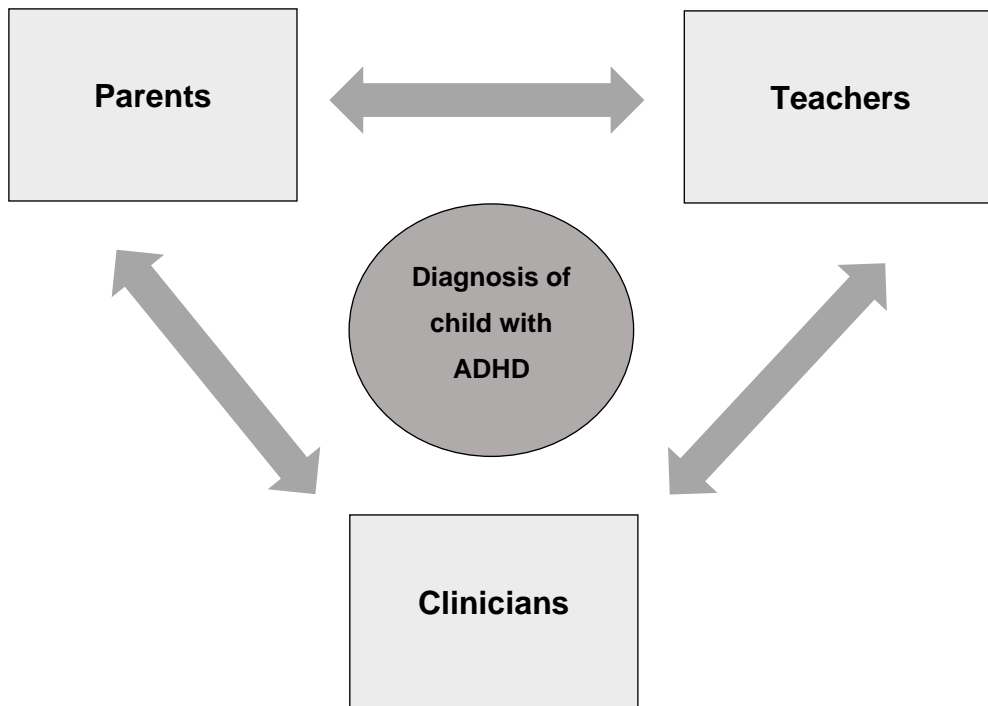 Parents
Teachers
Diagnosis of
child with
ADHD
Clinicians